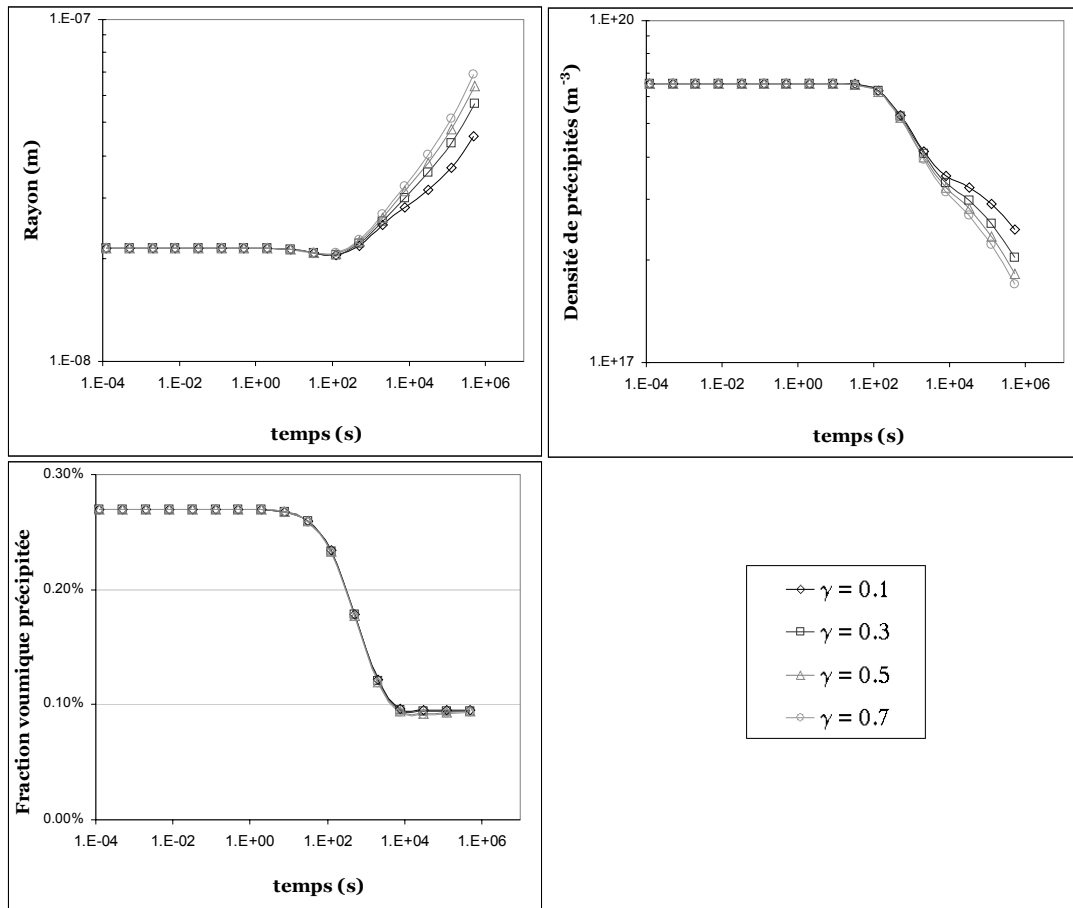 1.E-07
Rayon (m)
1.E-08
1.E-04 1.E-02 1.E+00 1.E+02 1.E+04 1.E+06
temps (s)
1.E+20
Densité de précipités (m⁻³)
1.E+17
1.E-04 1.E-02 1.E+00 1.E+02 1.E+04 1.E+06
temps (s)
0.30%
Fraction voumique précipitée
0.20%
0.10%
0.00%
1.E-04 1.E-02 1.E+00 1.E+02 1.E+04 1.E+06
temps (s)
γ = 0.1
γ = 0.3
γ = 0.5
γ = 0.7